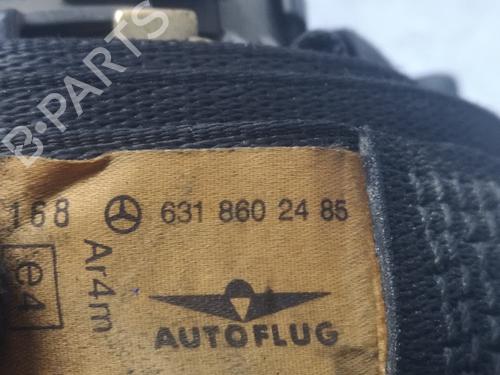 B-PARTS
168 631 860 24 85
e4
Ar4m
AUTOFLUG